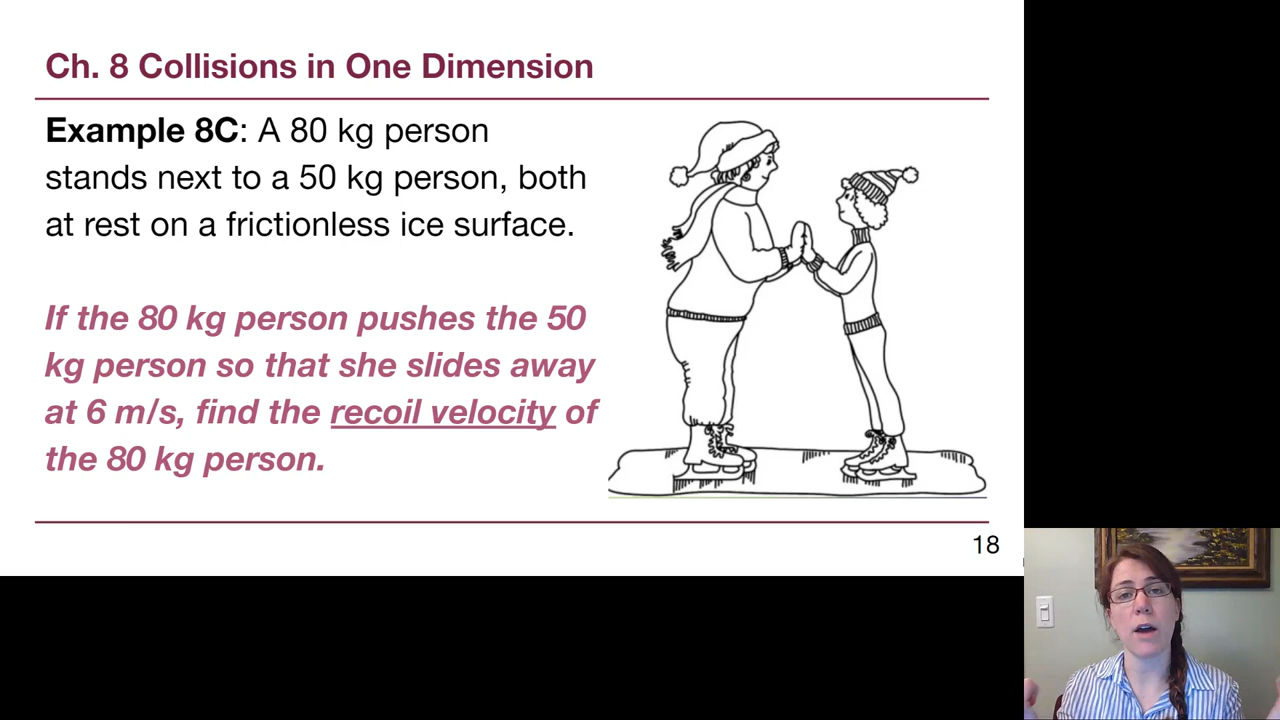 Ch. 8 Collisions in One Dimension
Example 8C: A 80 kg person
stands next to a 50 kg person, both
at rest on a frictionless ice surface.
If the 80 kg person pushes the 50
kg person so that she slides away
at 6 m/s, find the recoil velocity of
the 80 kg person.
18